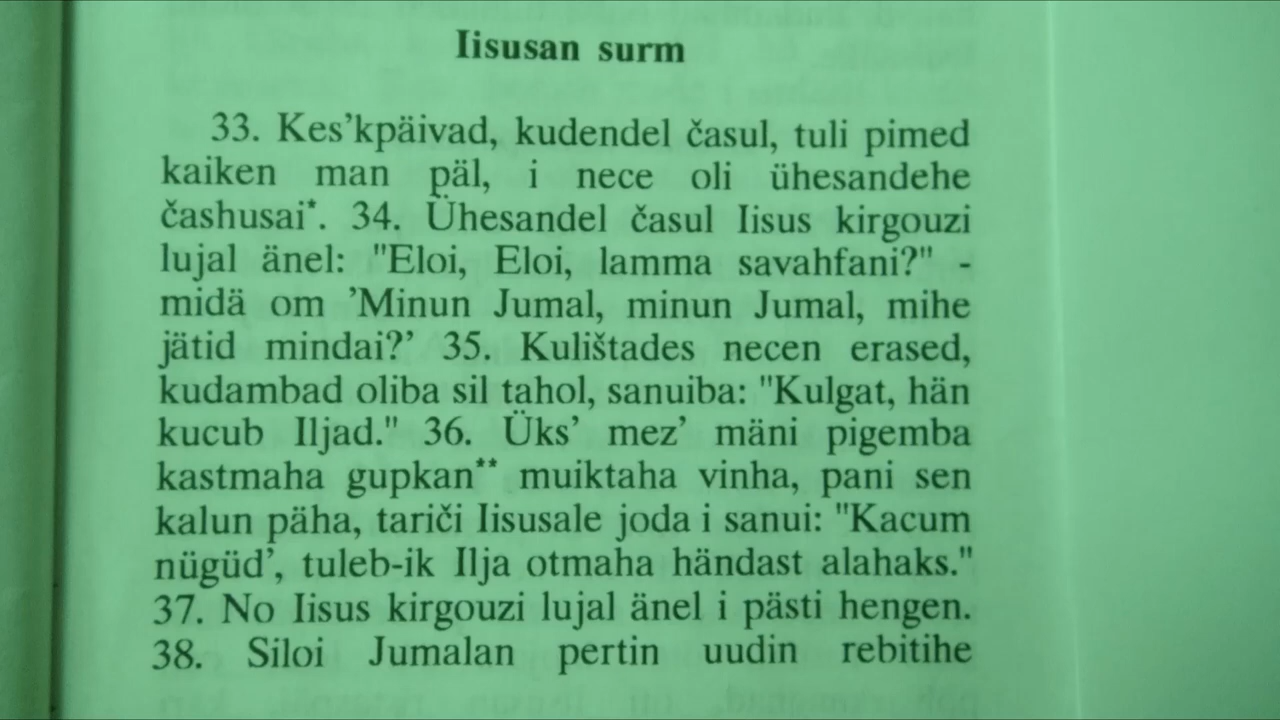 Iisusan surm
33. Kes’kpäivad, kudendel časul, tuli pimed
kaiken man päl, i nece oli ühesandehe
čashusai*. 34. Ühesandel časul Iisus kirgouzi
lujal änel: "Eloi, Eloi, lamma savahfani?" -
midä om ’Minun Jumal, minun Jumal, mihe
jätid mindai?’ 35. Kulištades necen erased,
kudambad oliba sil tahol, sanuiba: "Kulgat, hän
kucub Iljad." 36. Üks’ mez’ mäni pigemba
kastmaha gupkan** muiktaha vinha, pani sen
kalun päha, tariči Iisusale joda i sanui: "Kacum
nügüd’, tuleb-ik Ilja otmaha händast alahaks."
37. No Iisus kirgouzi lujal änel i pästi hengen.
38. Siloi Jumalan pertin uudin rebitihe